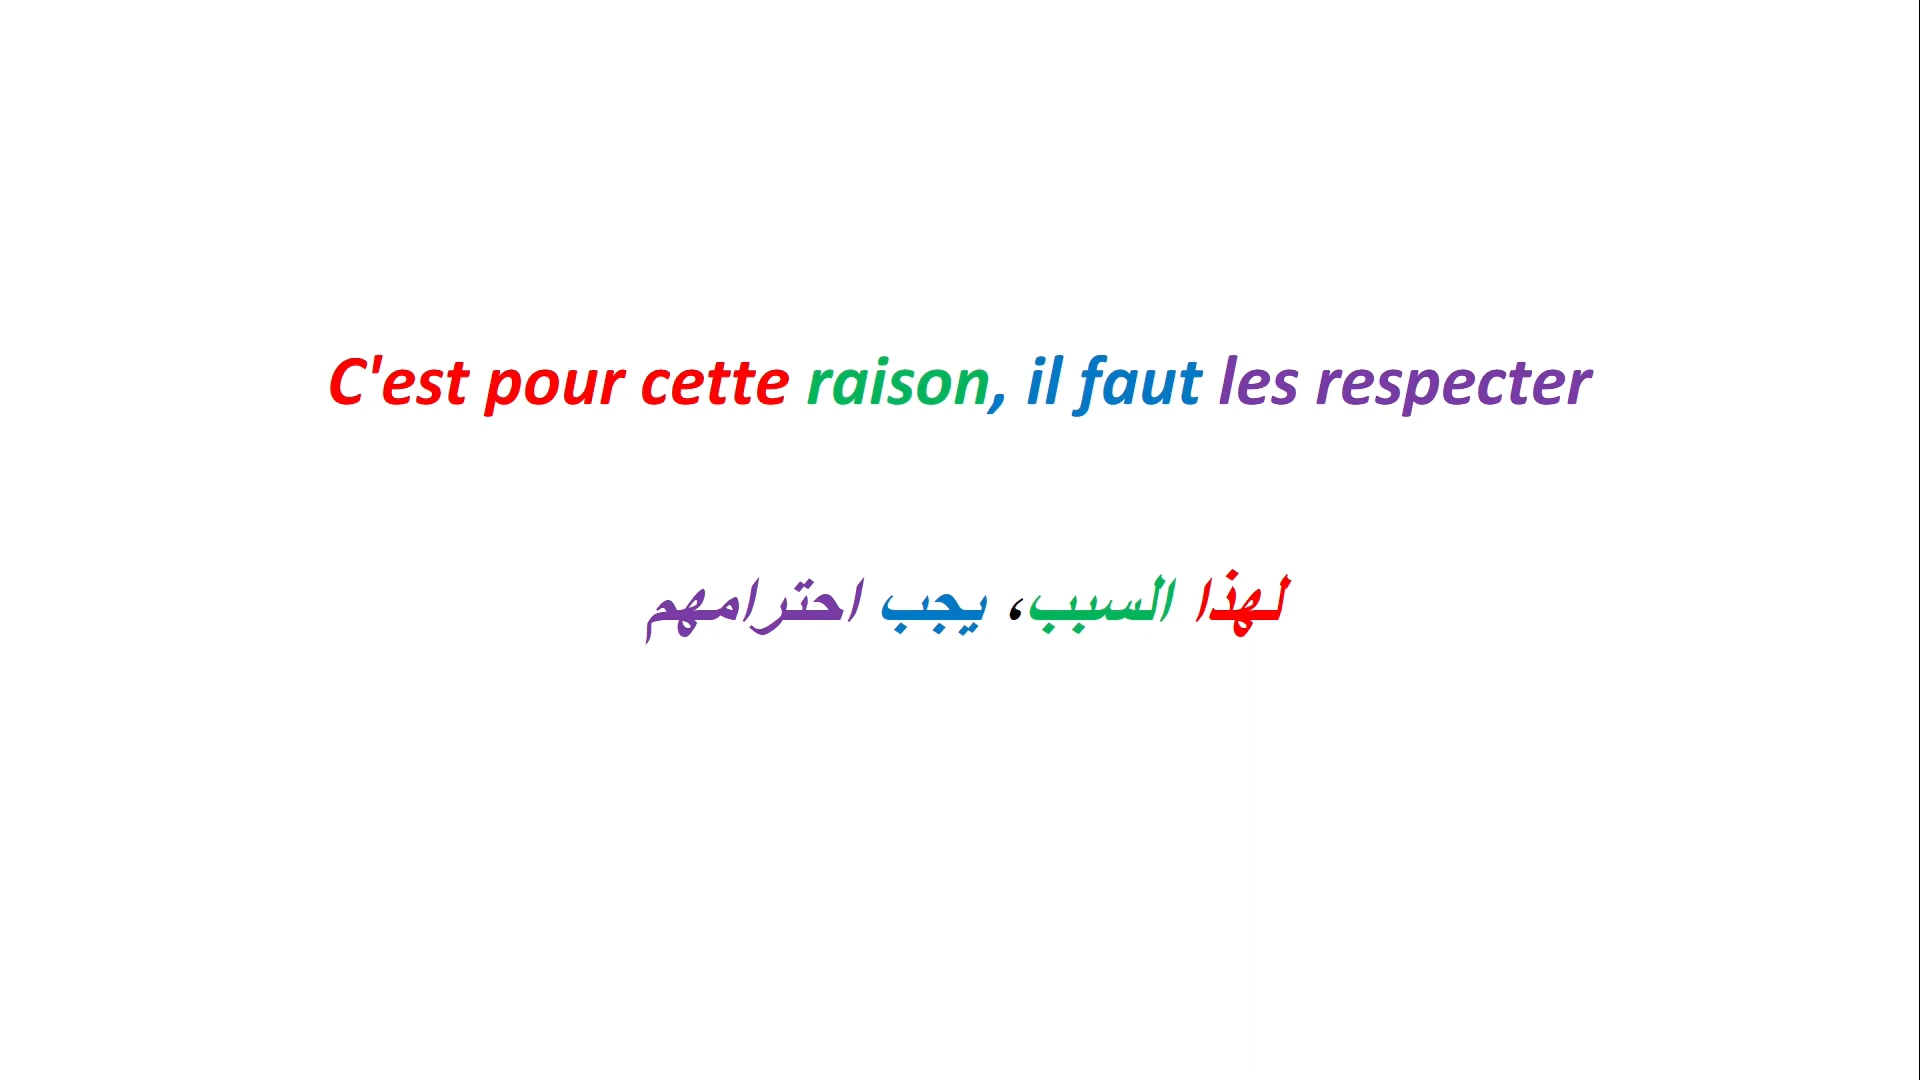 C'est pour cette raison, il faut les respecter
لهذا السبب، يجب احترامهم